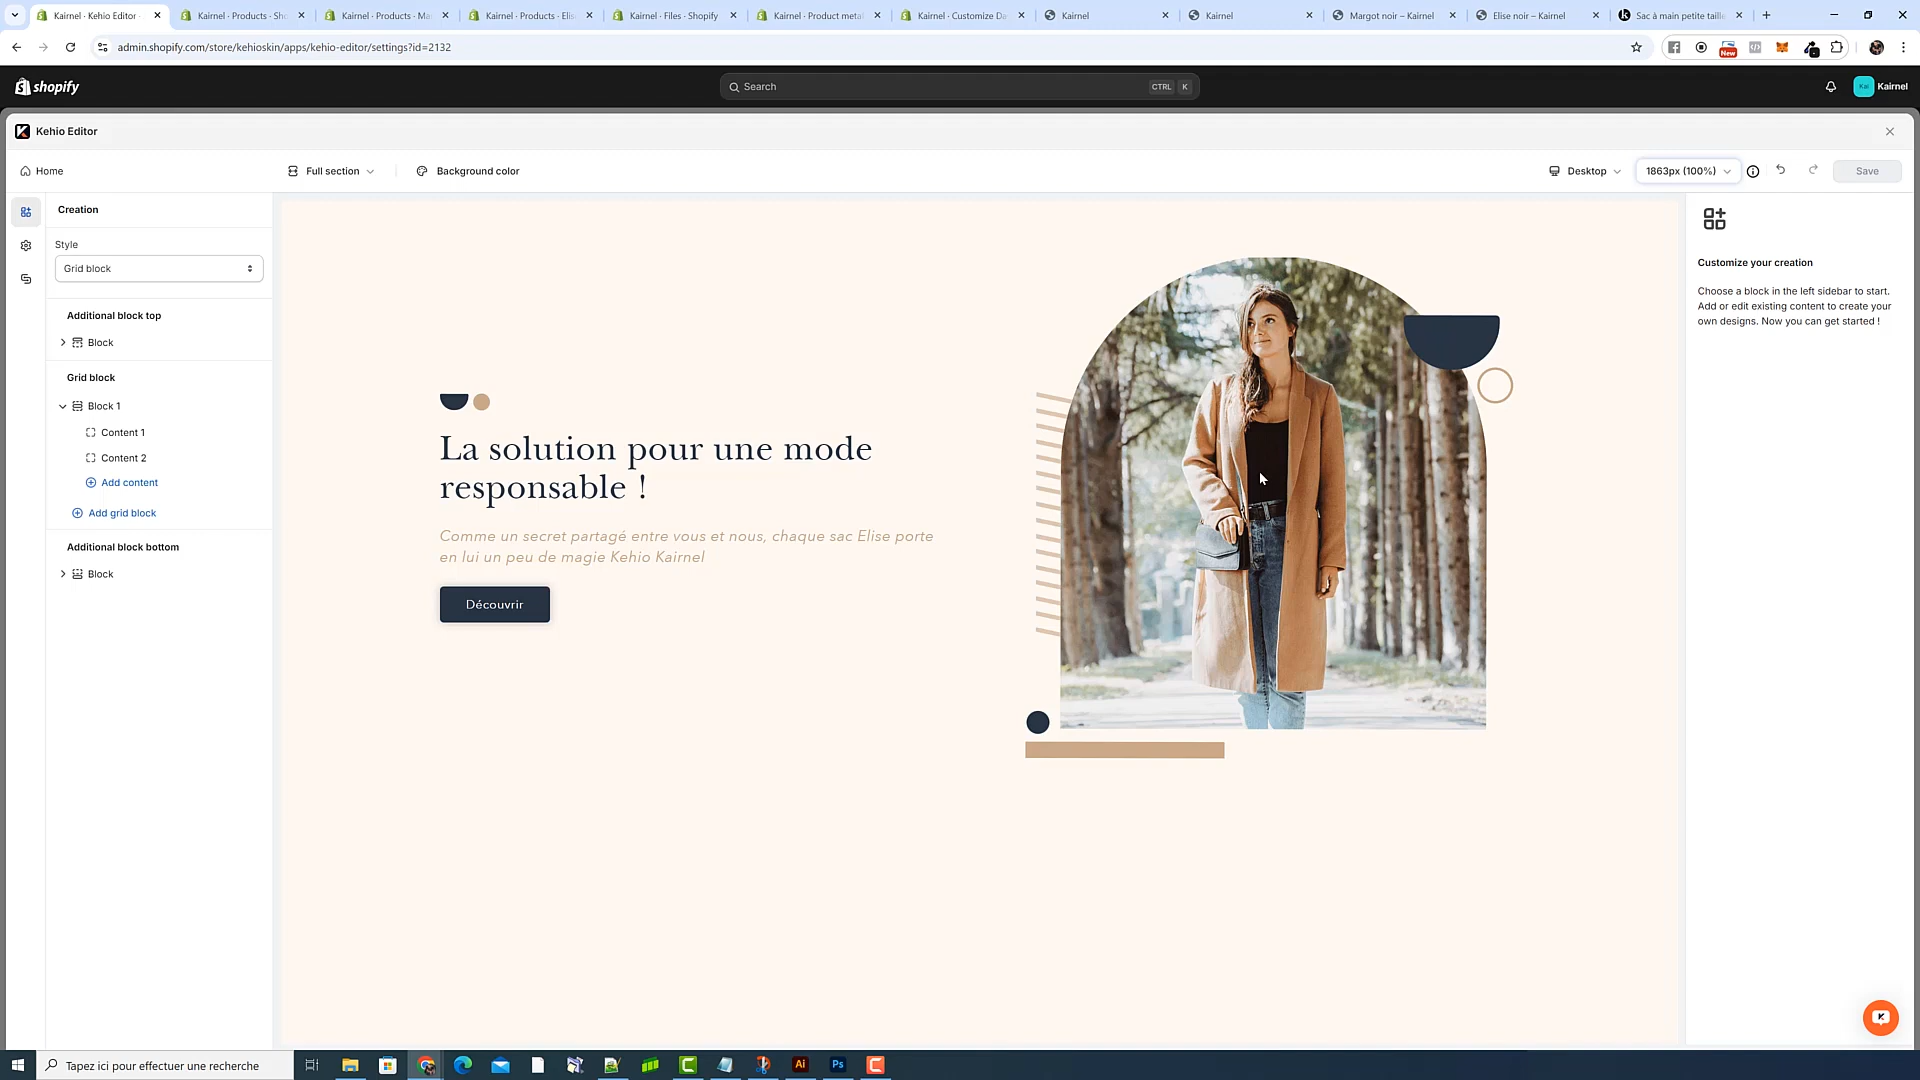 Kairnel · Kehio Editor ·
Kairnel · Products · Sho
Kairnel · Products · Ma
Kairnel · Products · Elis
Kairnel · Files · Shopify
Kairnel · Product meta
Kairnel · Customize Da
Kairnel
Kairnel
Margot noir – Kairnel
Elise noir – Kairnel
Sac à main petite taille
admin.shopify.com/store/kehioskin/apps/kehio-editor/settings?id=2132
New
shopify
Search
CTRL K
Kai
Kairnel
Kehio Editor
Home
Full section
Background color
Desktop
1863px (100%)
Save
Creation
Style
Grid block
Additional block top
Block
Grid block
Block 1
Content 1
Content 2
Add content
Add grid block
Additional block bottom
Block
La solution pour une mode
responsable !
Comme un secret partagé entre vous et nous, chaque sac Elise porte
en lui un peu de magie Kehio Kairnel
Découvrir
Customize your creation
Choose a block in the left sidebar to start.
Add or edit existing content to create your
own designs. Now you can get started !
Tapez ici pour effectuer une recherche
Ai
Ps